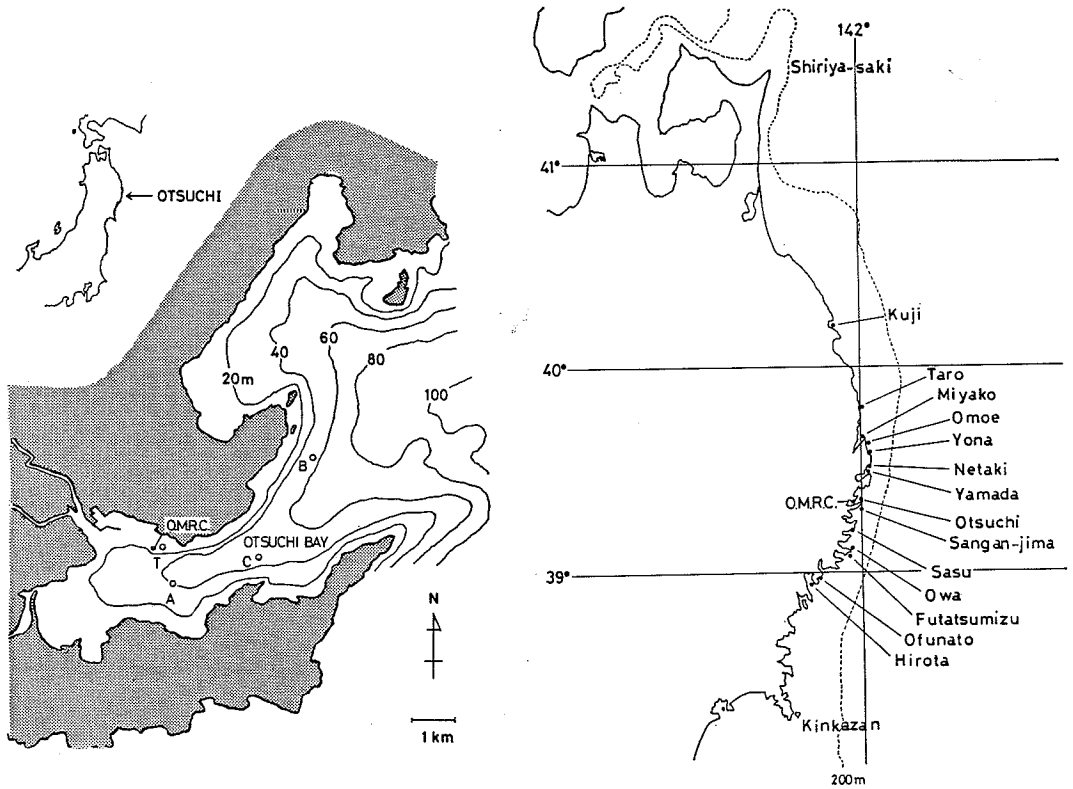 OTSUCHI
20m
40
60
80
100
B
O.M.R.C.
T
OTSUCHI BAY
C
A
N
1 km
142°
Shiriya-saki
41°
Kuji
40°
Taro
Miyako
Omoe
Yona
Netaki
Yamada
O.M.R.C.
Otsuchi
Sangan-jima
39°
Sasu
Owa
Futatsumizu
Ofunato
Hirota
Kinkazan
200m